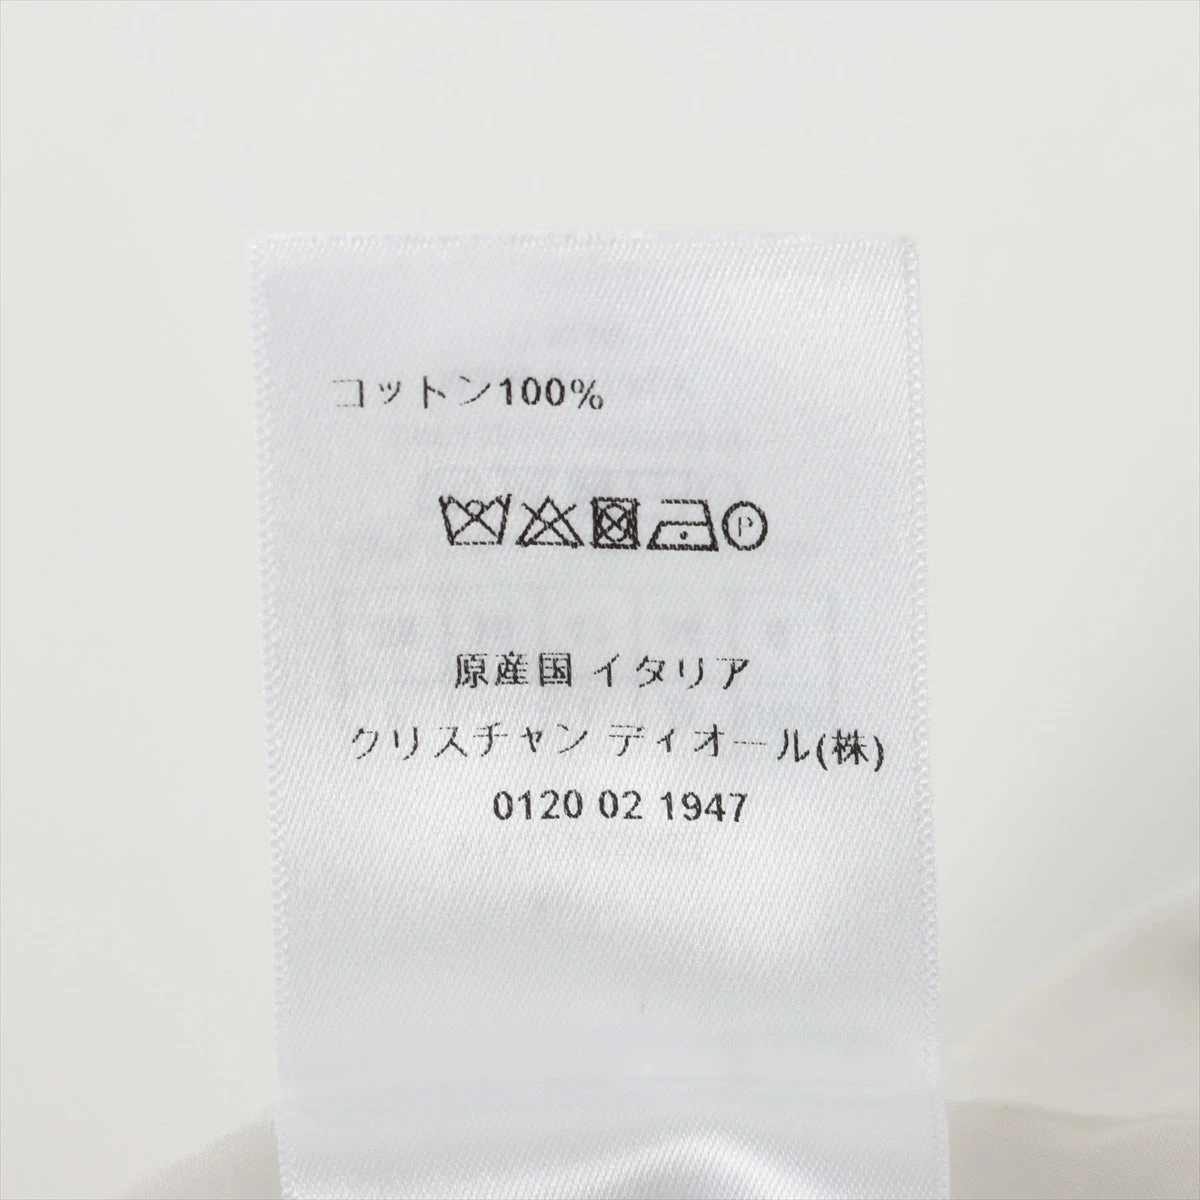 コットン100%
P
原産国 イタリア
クリスチャン ディオール(株)
0120 02 1947